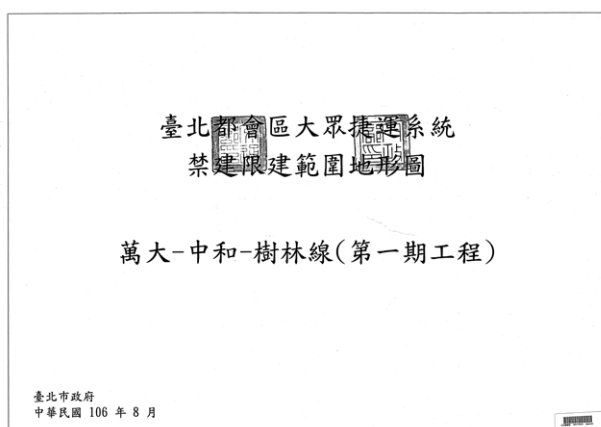 臺北都會區大眾捷運系統
禁建限建範圍地形圖
萬大-中和-樹林線(第一期工程)
臺北市政府
中華民國 106 年 8 月